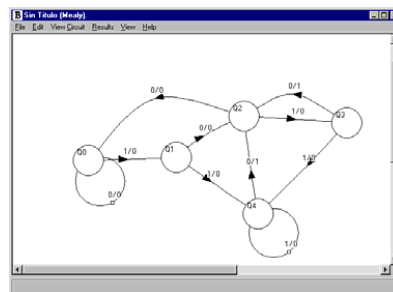 Sin Titulo (Mealy).
File Edit View Circuit Results View Help
0/0
0/1
Q2
1/0
Q3
0/0
Q0
1/0
Q1
0/1
1/0
1/0
0/0
Q4
1/0